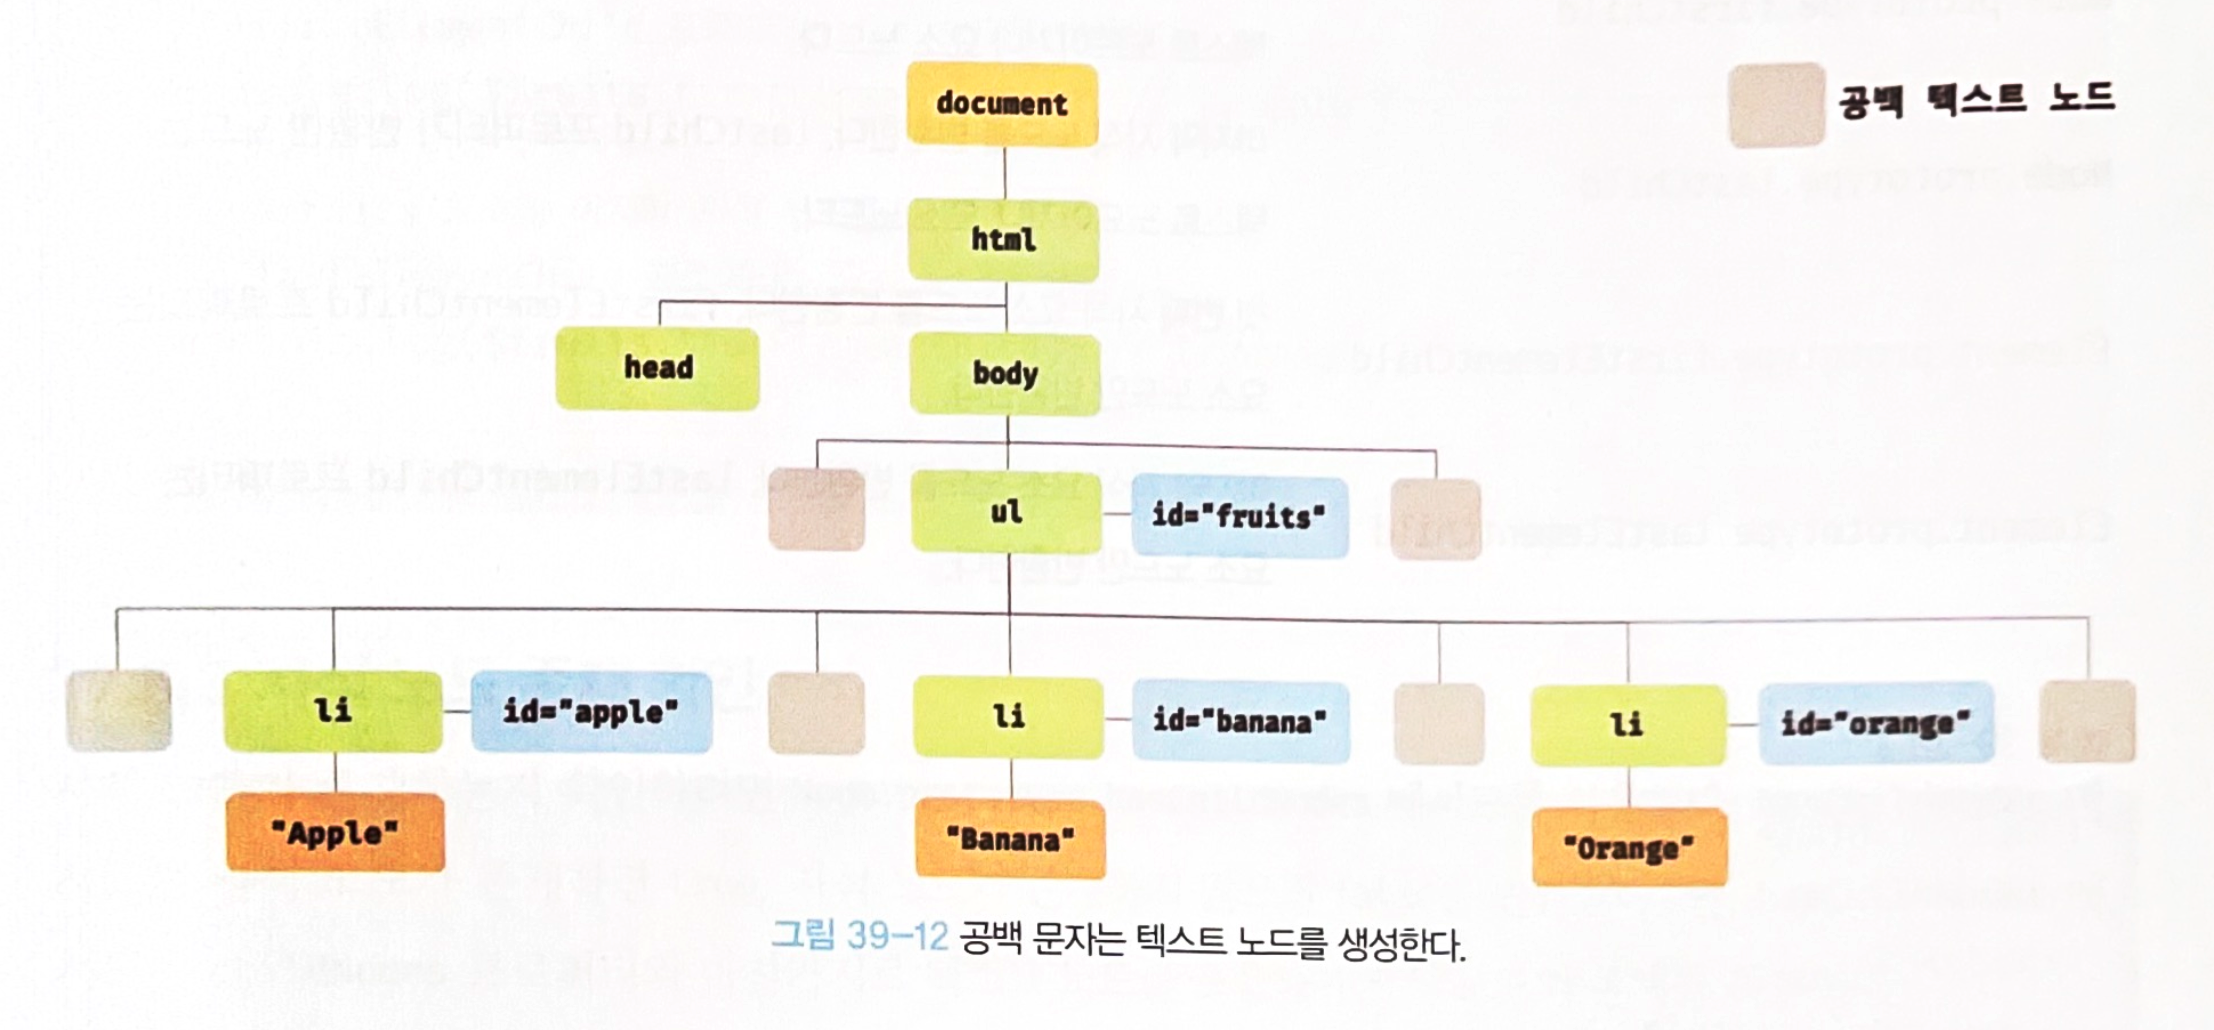 document
공백 텍스트 노드
html
head
body
ul
id="fruits"
li
id="apple"
li
id="banana"
li
id="orange"
"Apple"
"Banana"
"Orange"
그림 39-12 공백 문자는 텍스트 노드를 생성한다.